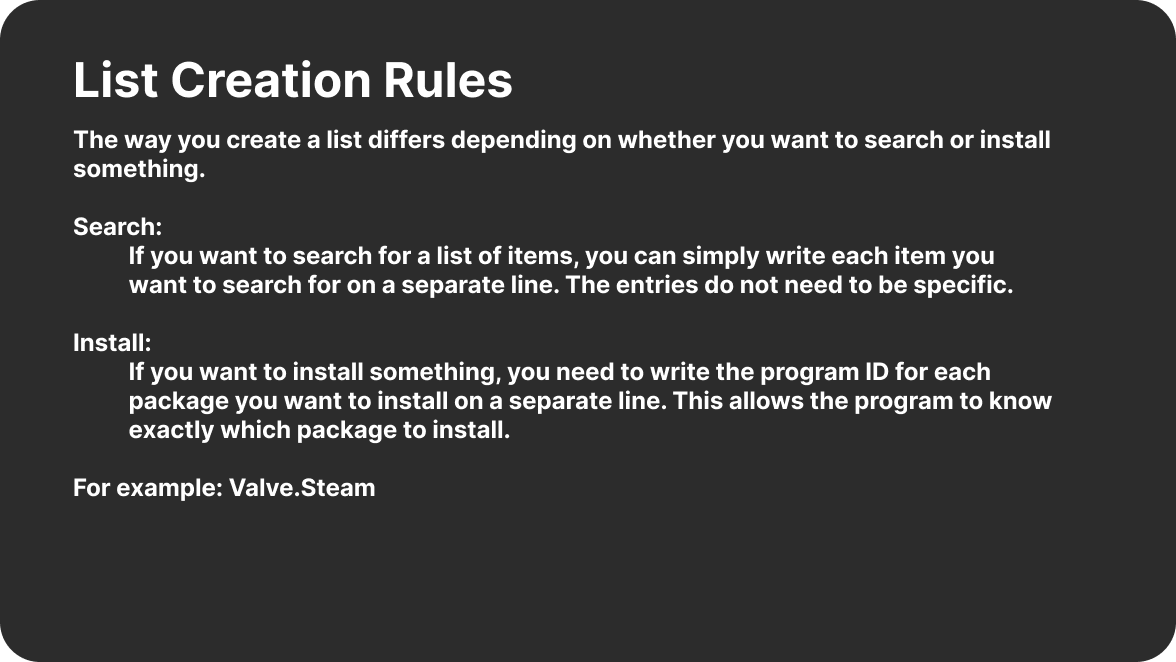 List Creation Rules
The way you create a list differs depending on whether you want to search or install
something.
Search:
If you want to search for a list of items, you can simply write each item you
want to search for on a separate line. The entries do not need to be specific.
Install:
If you want to install something, you need to write the program ID for each
package you want to install on a separate line. This allows the program to know
exactly which package to install.
For example: Valve.Steam